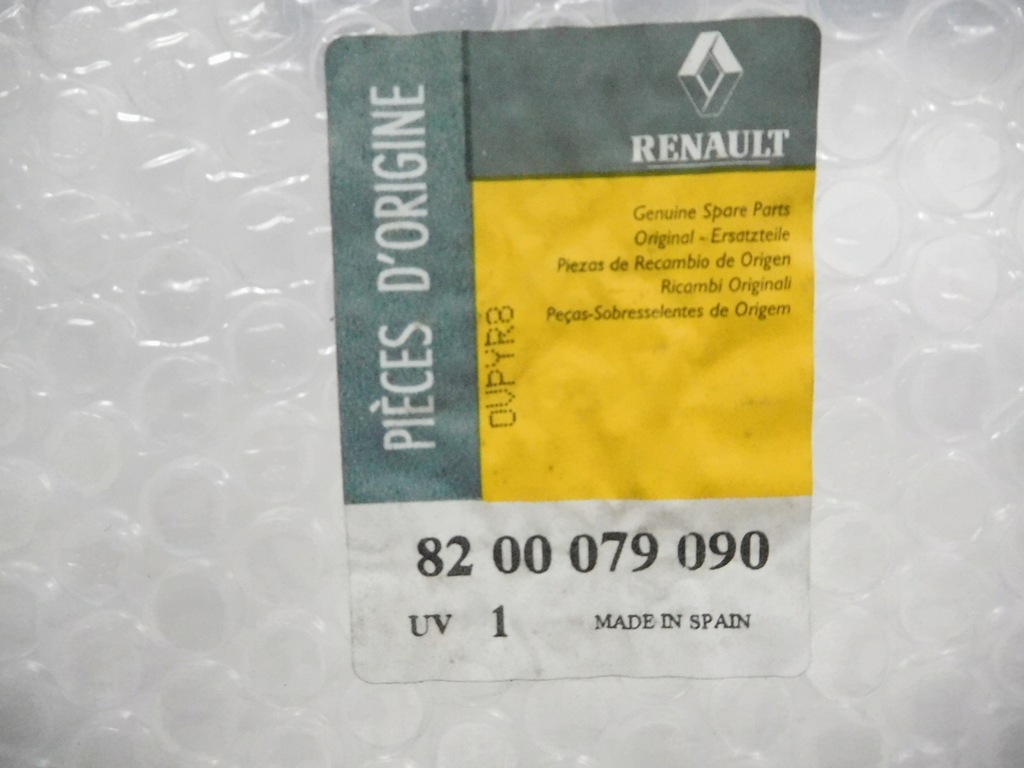 PIÈCES D'ORIGINE
RENAULT
Genuine Spare Parts
Original - Ersatzteile
Piezas de Recambio de Origen
Ricambi Originali
Peças-Sobresselentes de Origem
OVPYR8
82 00 079 090
UV 1 MADE IN SPAIN